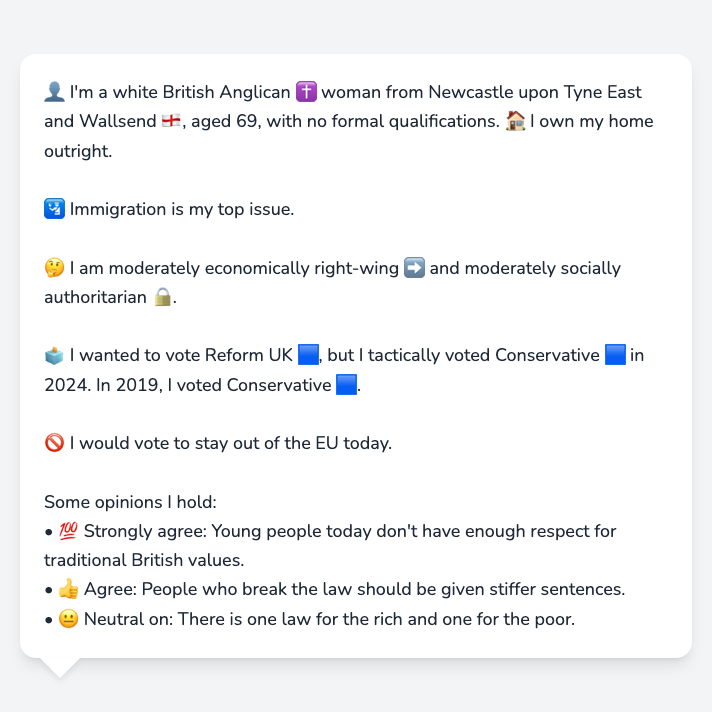 👤 I'm a white British Anglican ✝️ woman from Newcastle upon Tyne East
and Wallsend 🏴󠁧󠁢󠁥󠁮󠁧󠁿, aged 69, with no formal qualifications. 🏠 I own my home
outright.
🛂 Immigration is my top issue.
🤔 I am moderately economically right-wing ➡️ and moderately socially
authoritarian 🔒.
🗳️ I wanted to vote Reform UK 🟦, but I tactically voted Conservative 🟦 in
2024. In 2019, I voted Conservative 🟦.
🚫 I would vote to stay out of the EU today.
Some opinions I hold:
• 💯 Strongly agree: Young people today don't have enough respect for
traditional British values.
• 👍 Agree: People who break the law should be given stiffer sentences.
• 😐 Neutral on: There is one law for the rich and one for the poor.